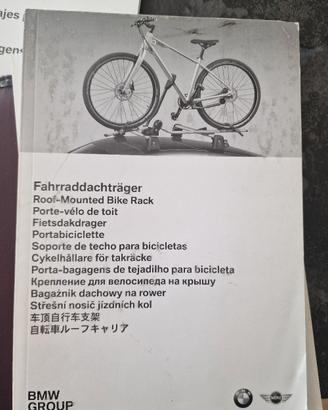 ajes
gen
Fahrraddachträger
Roof-Mounted Bike Rack
Porte-vélo de toit
Fietsdakdrager
Portabiciclette
Soporte de techo para bicicletas
Cykelhållare för takräcke
Porta-bagagens de tejadilho para bicicleta
Крепление для велосипеда на крышу
Bagażnik dachowy na rower
Střešní nosič jízdních kol
车顶自行车支架
自転車ルーフキャリア
BMW
GROUP